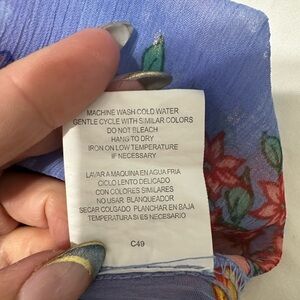 MACHINE WASH COLD WATER
GENTLE CYCLE WITH SIMILAR COLORS
DO NOT BLEACH
HANG TO DRY
IRON ON LOW TEMPERATURE
IF NECESSARY
LAVAR A MAQUINA EN AGUA FRIA
CICLO LENTO DELICADO
CON COLORES SIMILARES
NO USAR BLANQUEADOR
SECAR COLGADO PLANCHAR EN BAJA
TEMPERATURA SI ES NECESARIO
C49